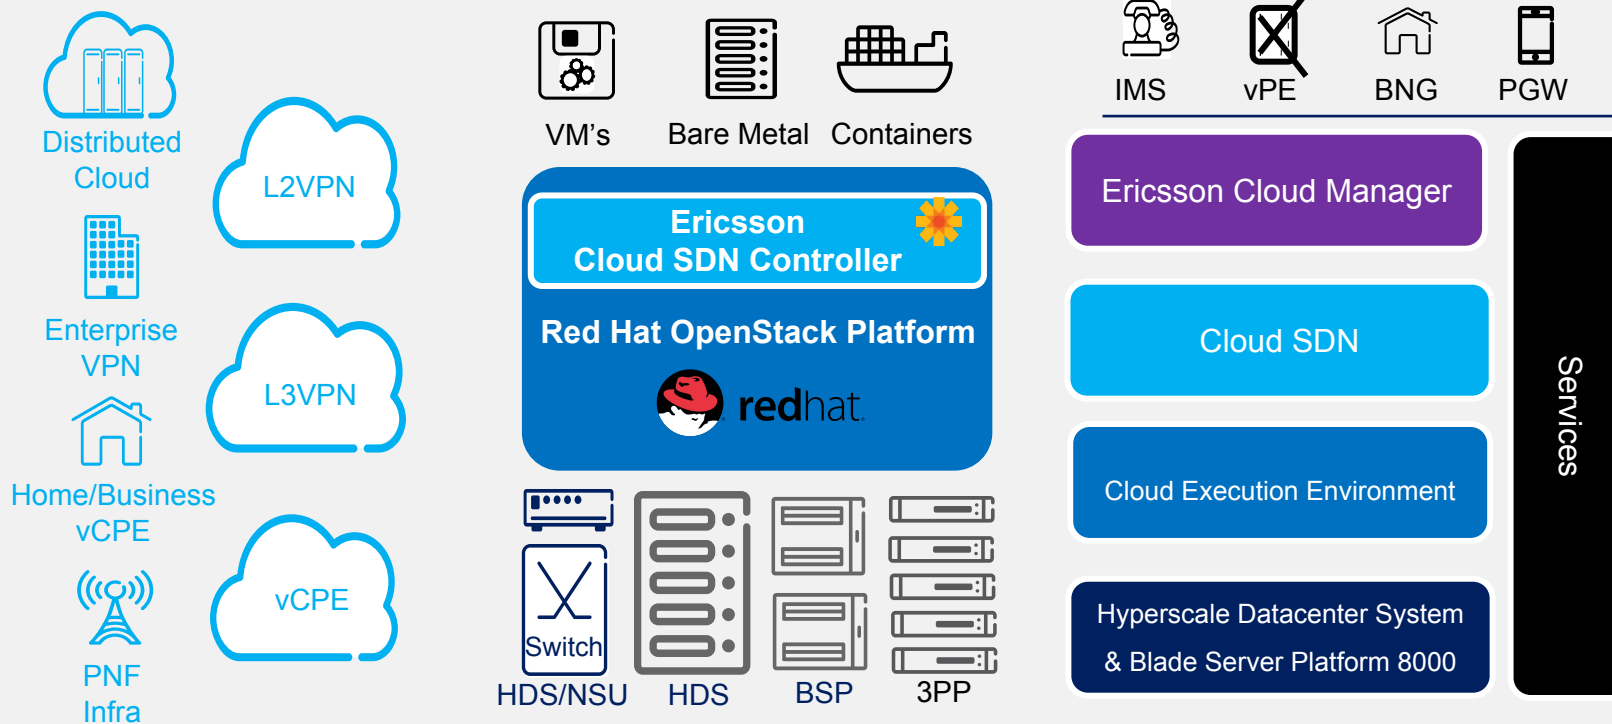 Distributed
Cloud
Enterprise
VPN
Home/Business
vCPE
PNF
Infra
L2VPN
L3VPN
vCPE
VM's
Bare Metal
Containers
Ericsson
Cloud SDN Controller
Red Hat OpenStack Platform
redhat.
Switch
HDS/NSU
HDS
BSP
3PP
IMS
vPE
BNG
PGW
Ericsson Cloud Manager
Cloud SDN
Cloud Execution Environment
Hyperscale Datacenter System
& Blade Server Platform 8000
Services